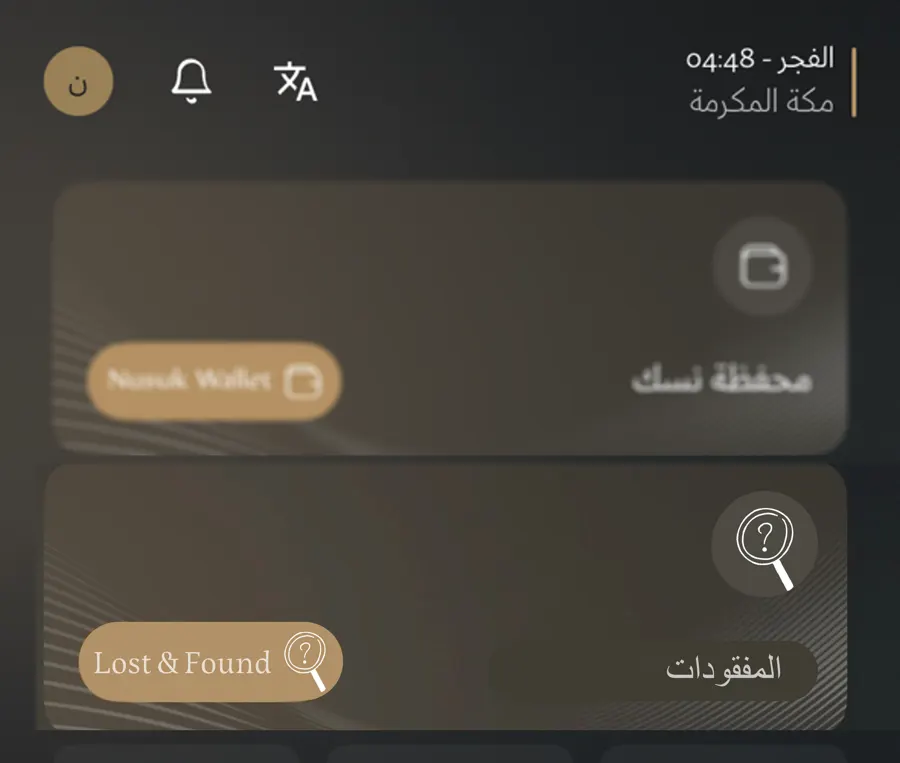 الفجر - 04:48
مكة المكرمة
ن
محفظة نسك
Nusuk Wallet
المفقودات
Lost & Found